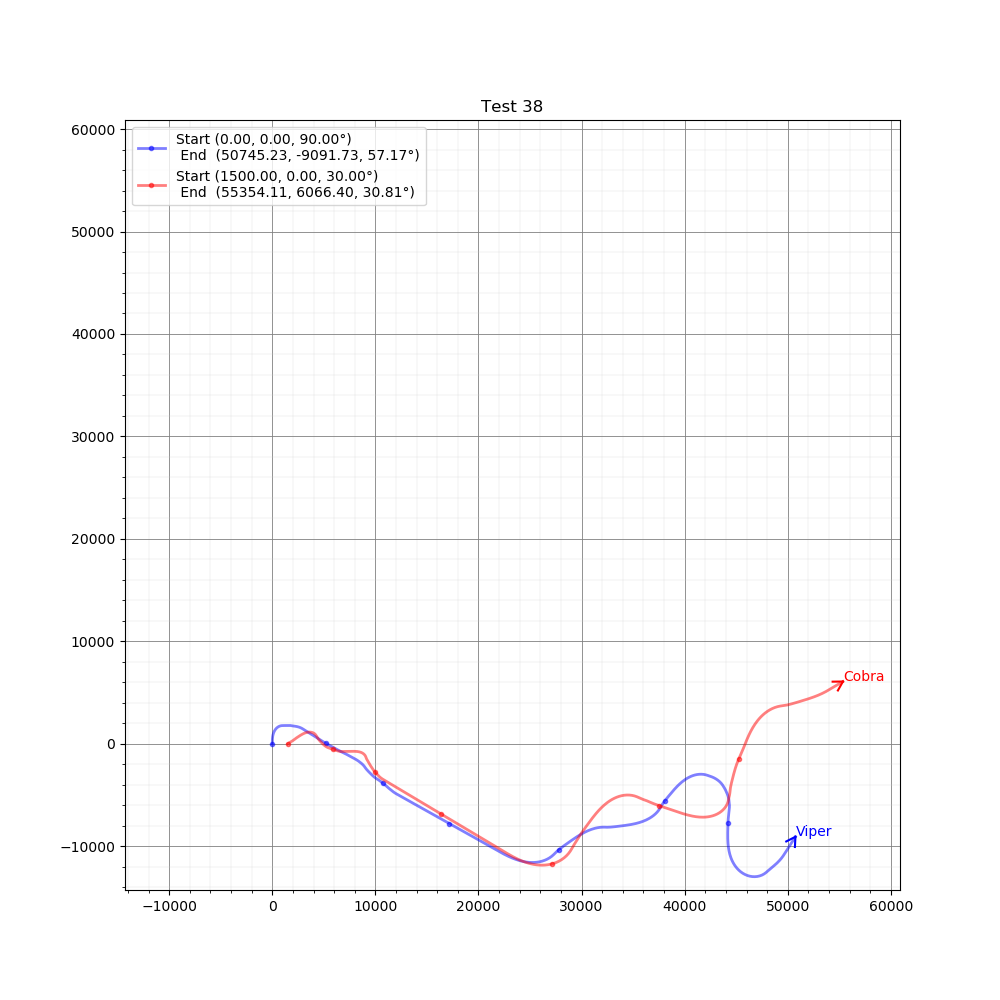 Test 38
60000
50000
40000
30000
20000
10000
0
−10000
Start (0.00, 0.00, 90.00°)
End (50745.23, -9091.73, 57.17°)
Start (1500.00, 0.00, 30.00°)
End (55354.11, 6066.40, 30.81°)
Cobra
Viper
−10000 0 10000 20000 30000 40000 50000 60000